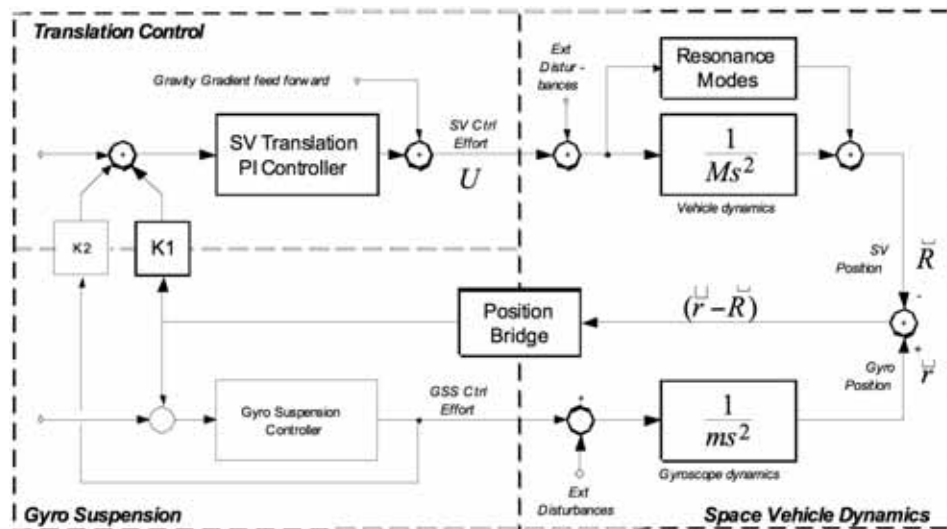 Translation Control
Gravity Gradient feed forward
SV Translation
PI Controller
SV Ctrl
Effort
U
Ext
Distur-
bances
Resonance
Modes
1
Ms²
Vehicle dynamics
K2
K1
SV
Position
R
-
Position
Bridge
(r - R)
+
r
Gyro
Position
Gyro Suspension
Controller
GSS Ctrl
Effort
+
1
ms²
Gyroscope dynamics
Ext
Disturbances
Gyro Suspension
Space Vehicle Dynamics